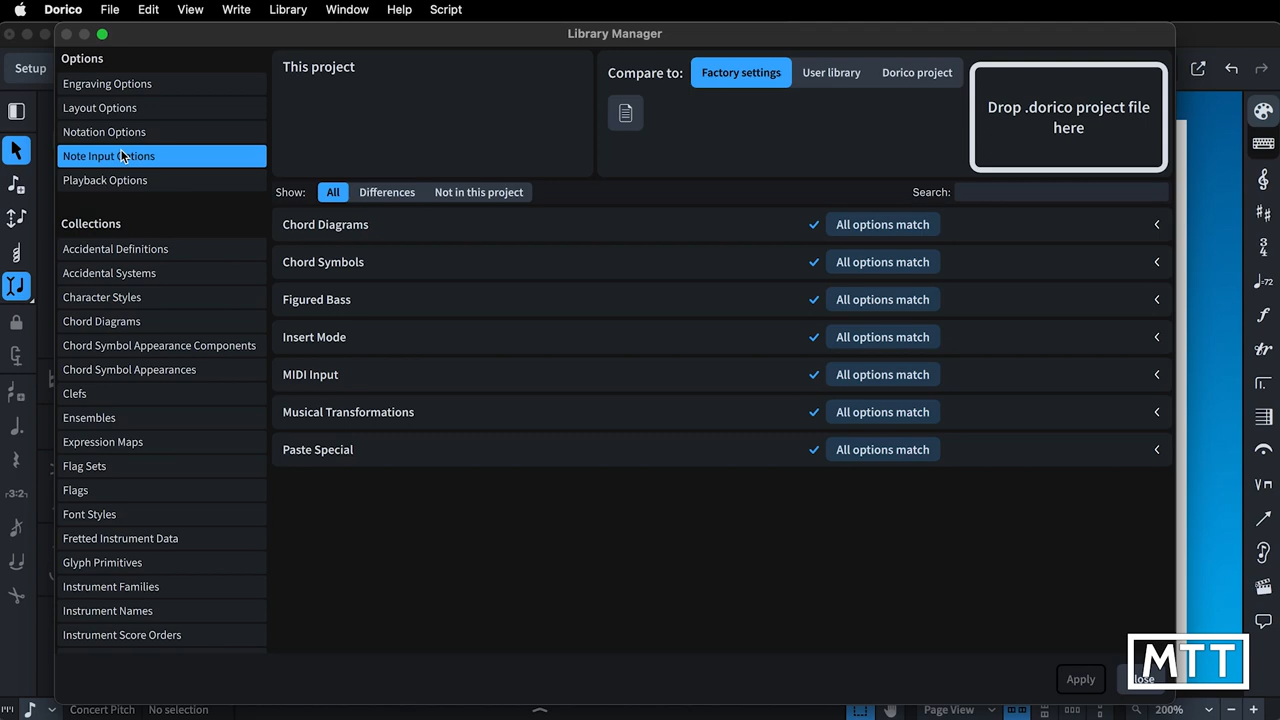 Dorico File Edit View Write Library Window Help Script
Library Manager
Setup
Options
Engraving Options
Layout Options
Notation Options
Note Input Options
Playback Options
Collections
Accidental Definitions
Accidental Systems
Character Styles
Chord Diagrams
Chord Symbol Appearance Components
Chord Symbol Appearances
Clefs
Ensembles
Expression Maps
Flag Sets
Flags
Font Styles
Fretted Instrument Data
Glyph Primitives
Instrument Families
Instrument Names
Instrument Score Orders
This project
Compare to: Factory settings User library Dorico project
Drop .dorico project file
here
Show: All Differences Not in this project Search:
Chord Diagrams All options match
Chord Symbols All options match
Figured Bass All options match
Insert Mode All options match
MIDI Input All options match
Musical Transformations All options match
Paste Special All options match
Apply
MTT
Concert Pitch No selection Page View 200%